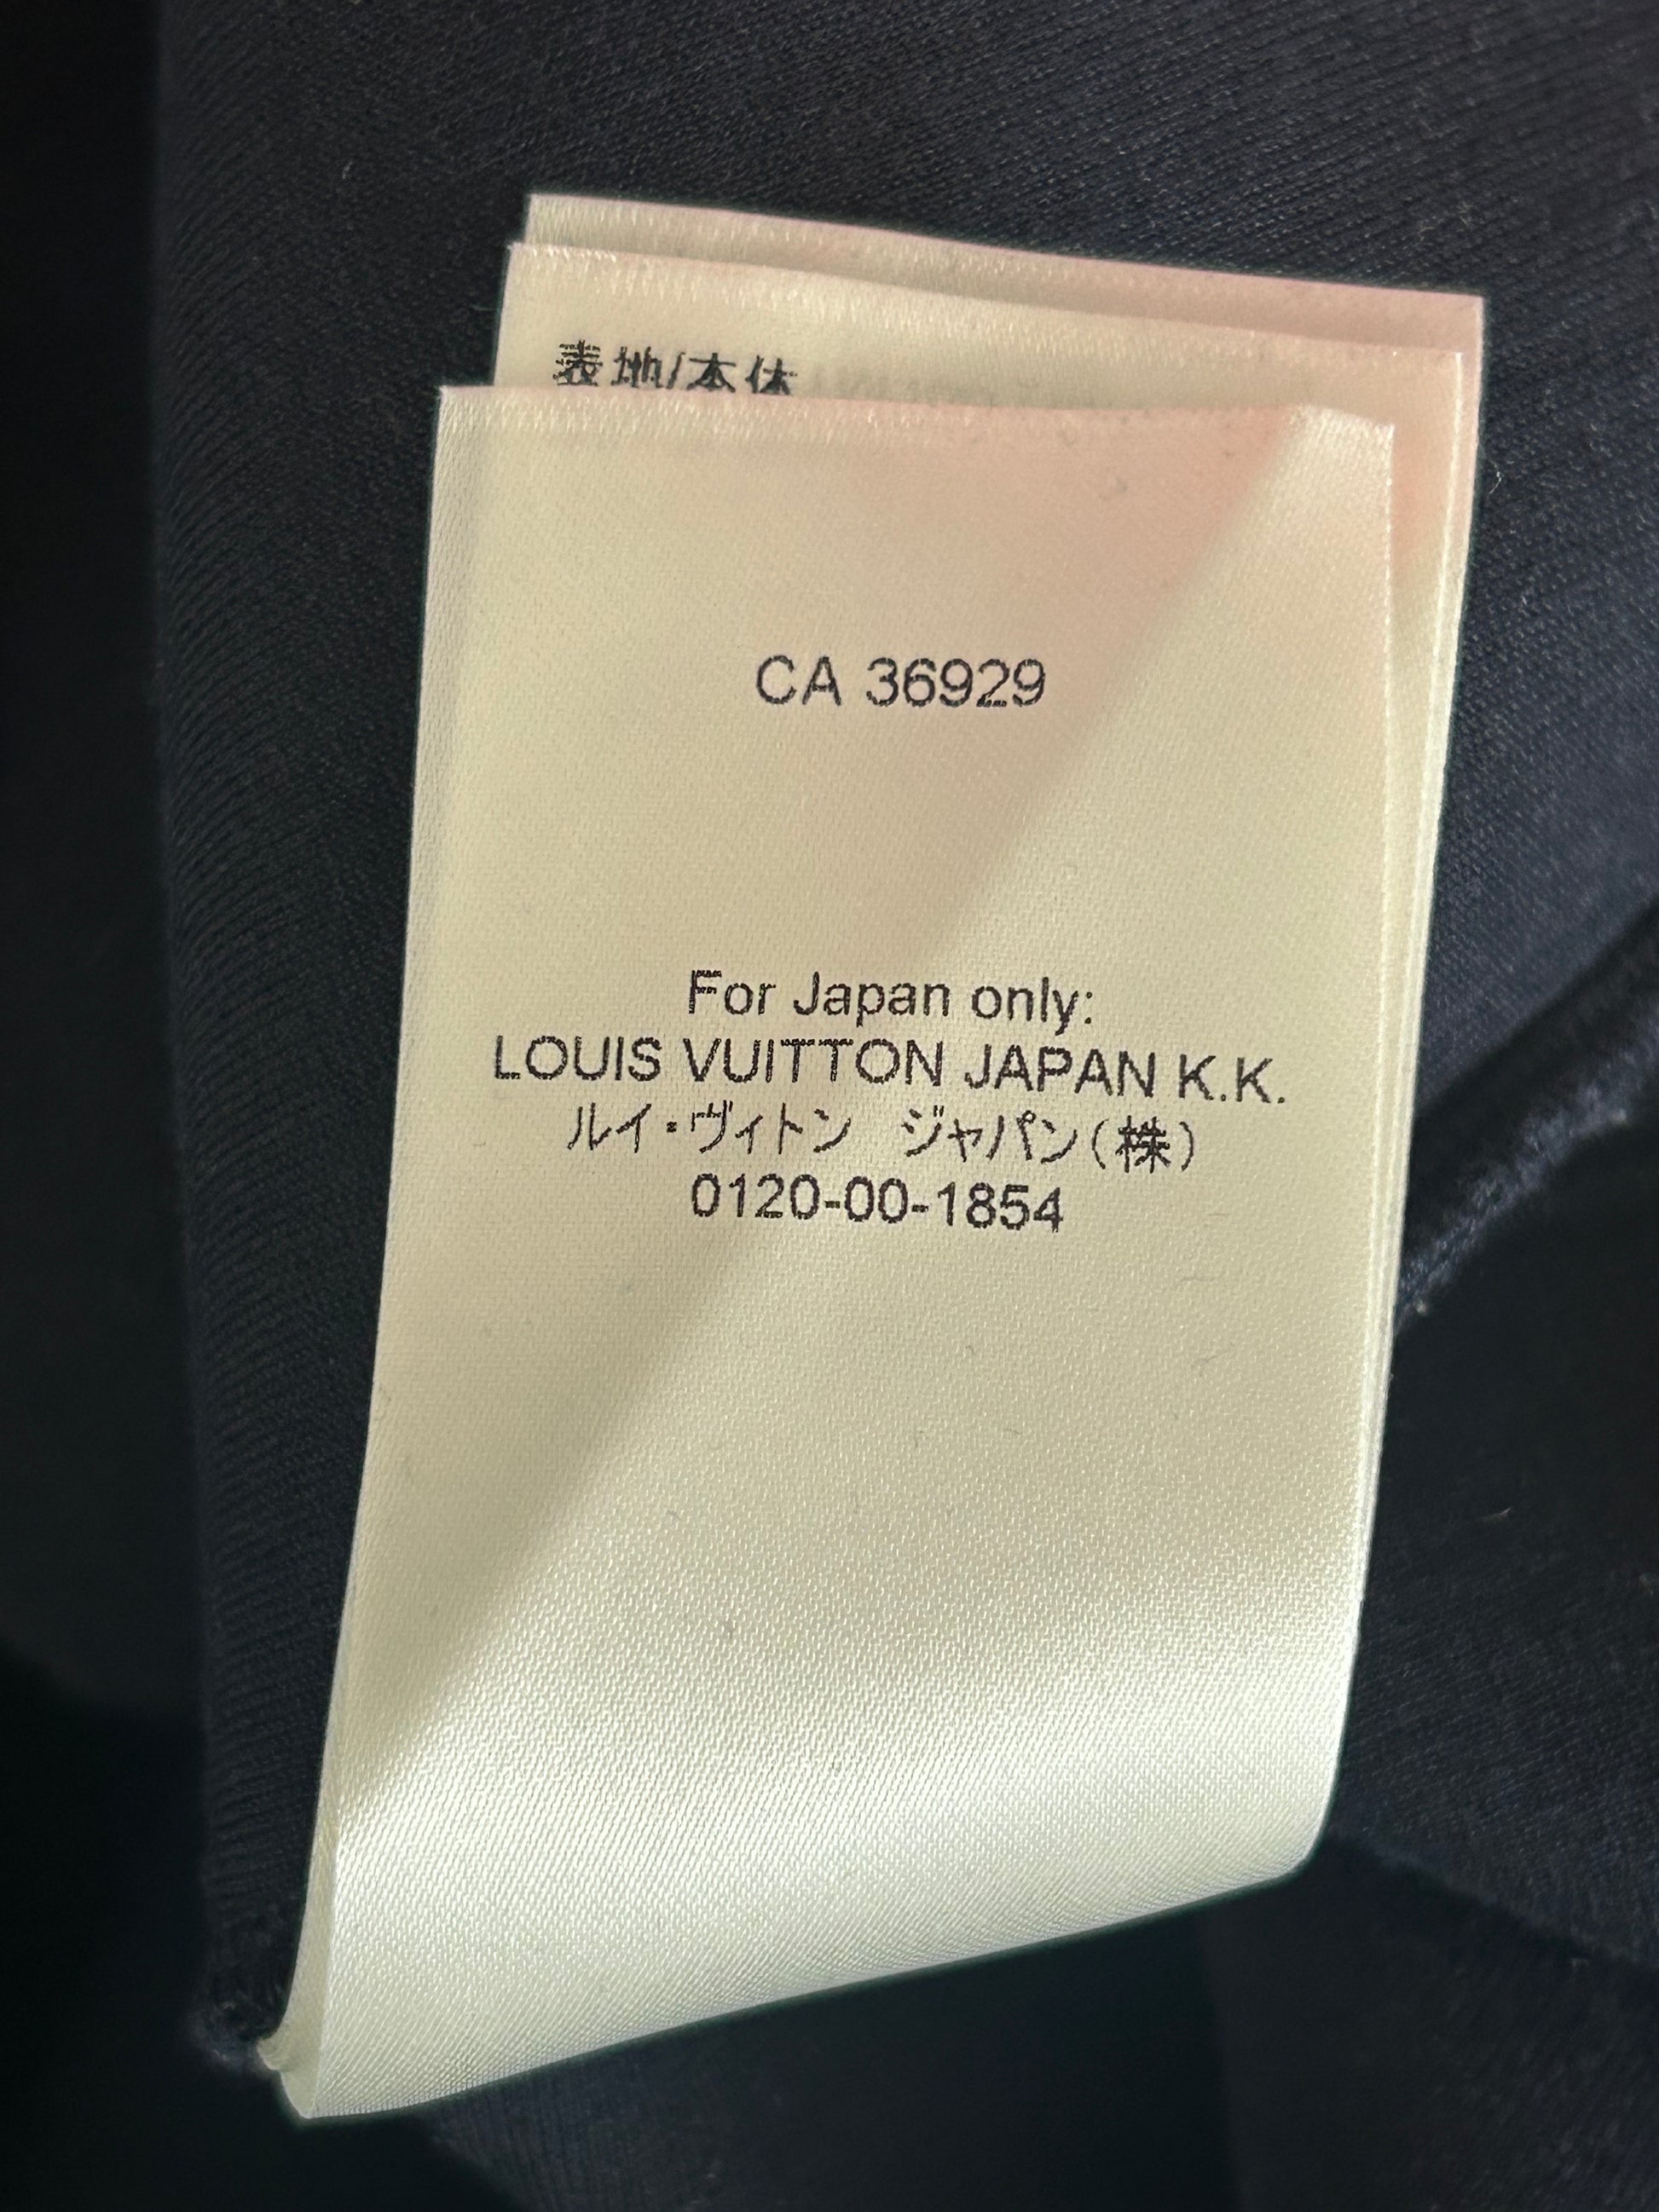 表地/本体
CA 36929
For Japan only:
LOUIS VUITTON JAPAN K.K.
ルイ・ヴィトン　ジャパン(株)
0120-00-1854